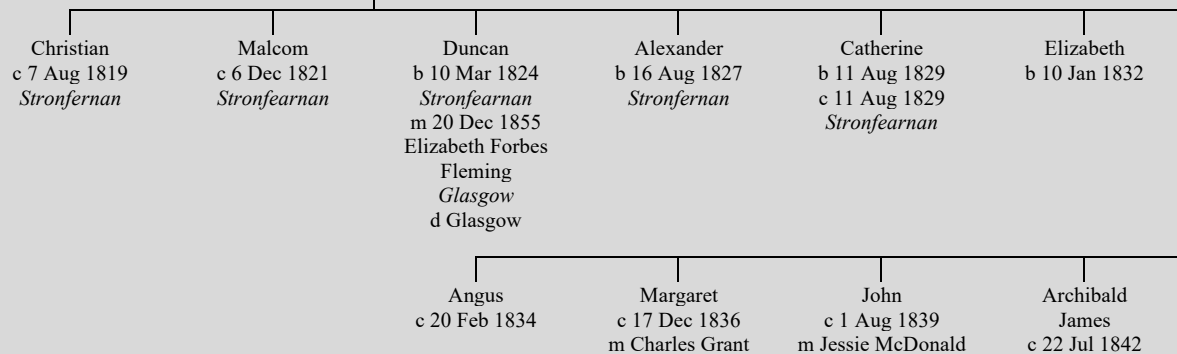 Christian
c 7 Aug 1819
Stronfernan
Malcom
c 6 Dec 1821
Stronfearnan
Duncan
b 10 Mar 1824
Stronfearnan
m 20 Dec 1855
Elizabeth Forbes
Fleming
Glasgow
d Glasgow
Alexander
b 16 Aug 1827
Stronfernan
Catherine
b 11 Aug 1829
c 11 Aug 1829
Stronfearnan
Elizabeth
b 10 Jan 1832
Angus
c 20 Feb 1834
Margaret
c 17 Dec 1836
m Charles Grant
John
c 1 Aug 1839
m Jessie McDonald
Archibald
James
c 22 Jul 1842